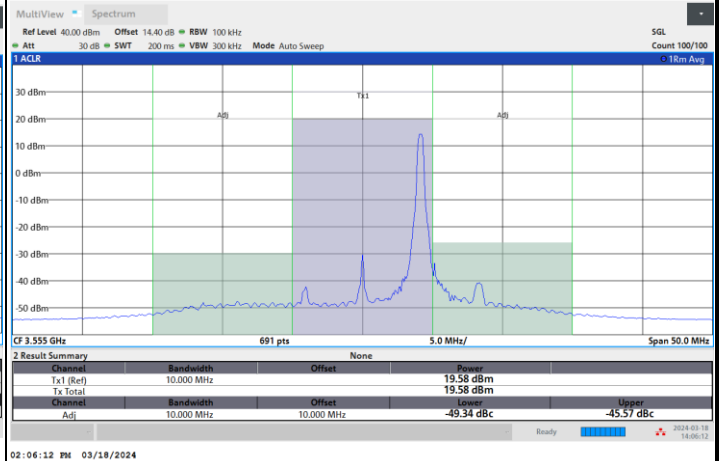 MultiView Spectrum
Ref Level 40.00 dBm Offset 14.40 dB RBW 100 kHz SGL
Att 30 dB SWT 200 ms VBW 300 kHz Mode Auto Sweep Count 100/100
1 ACLR 1Rm Avg
30 dBm
Tx1
20 dBm Adj Adj
10 dBm
0 dBm
-10 dBm
-20 dBm
-30 dBm
-40 dBm
-50 dBm
CF 3.555 GHz 691 pts 5.0 MHz/ Span 50.0 MHz
2 Result Summary None
Channel Bandwidth Offset Power
Tx1 (Ref) 10.000 MHz 19.58 dBm
Tx Total 19.58 dBm
Channel Bandwidth Offset Lower Upper
Adj 10.000 MHz 10.000 MHz -49.34 dBc -45.57 dBc
Ready 2024-03-18
14:06:12
02:06:12 PM 03/18/2024